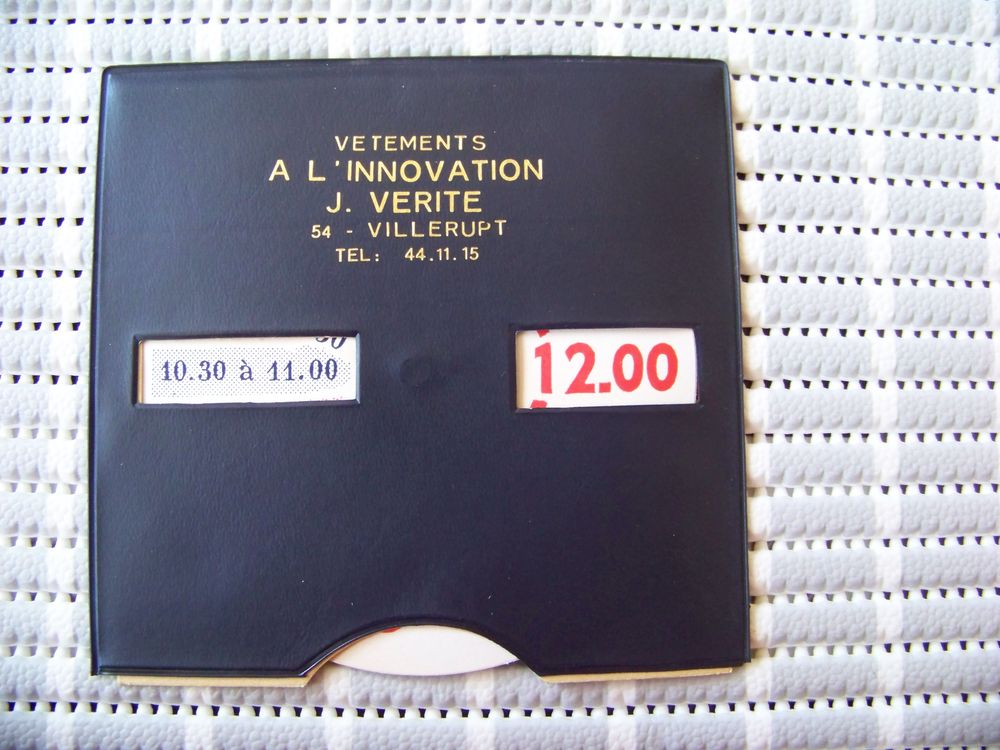 VETEMENTS
A L'INNOVATION
J. VERITE
54 - VILLERUPT
TEL: 44.11.15
10.30 à 11.00
12.00